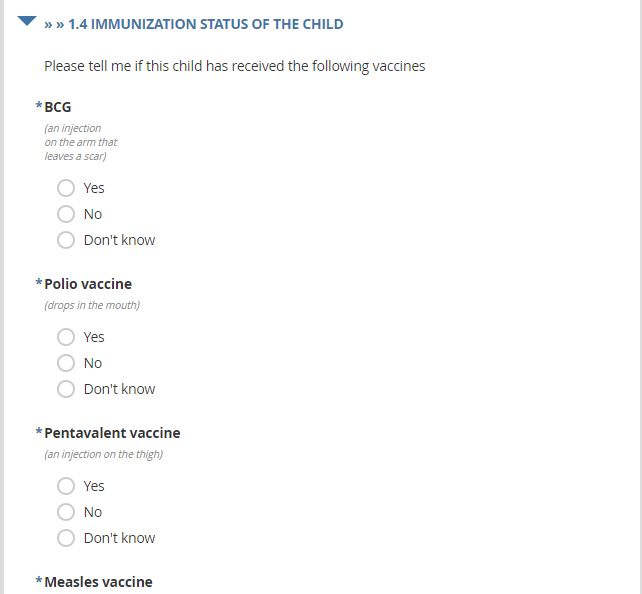 » » 1.4 IMMUNIZATION STATUS OF THE CHILD
Please tell me if this child has received the following vaccines
*BCG
(an injection
on the arm that
leaves a scar)
Yes
No
Don't know
*Polio vaccine
(drops in the mouth)
Yes
No
Don't know
*Pentavalent vaccine
(an injection on the thigh)
Yes
No
Don't know
*Measles vaccine